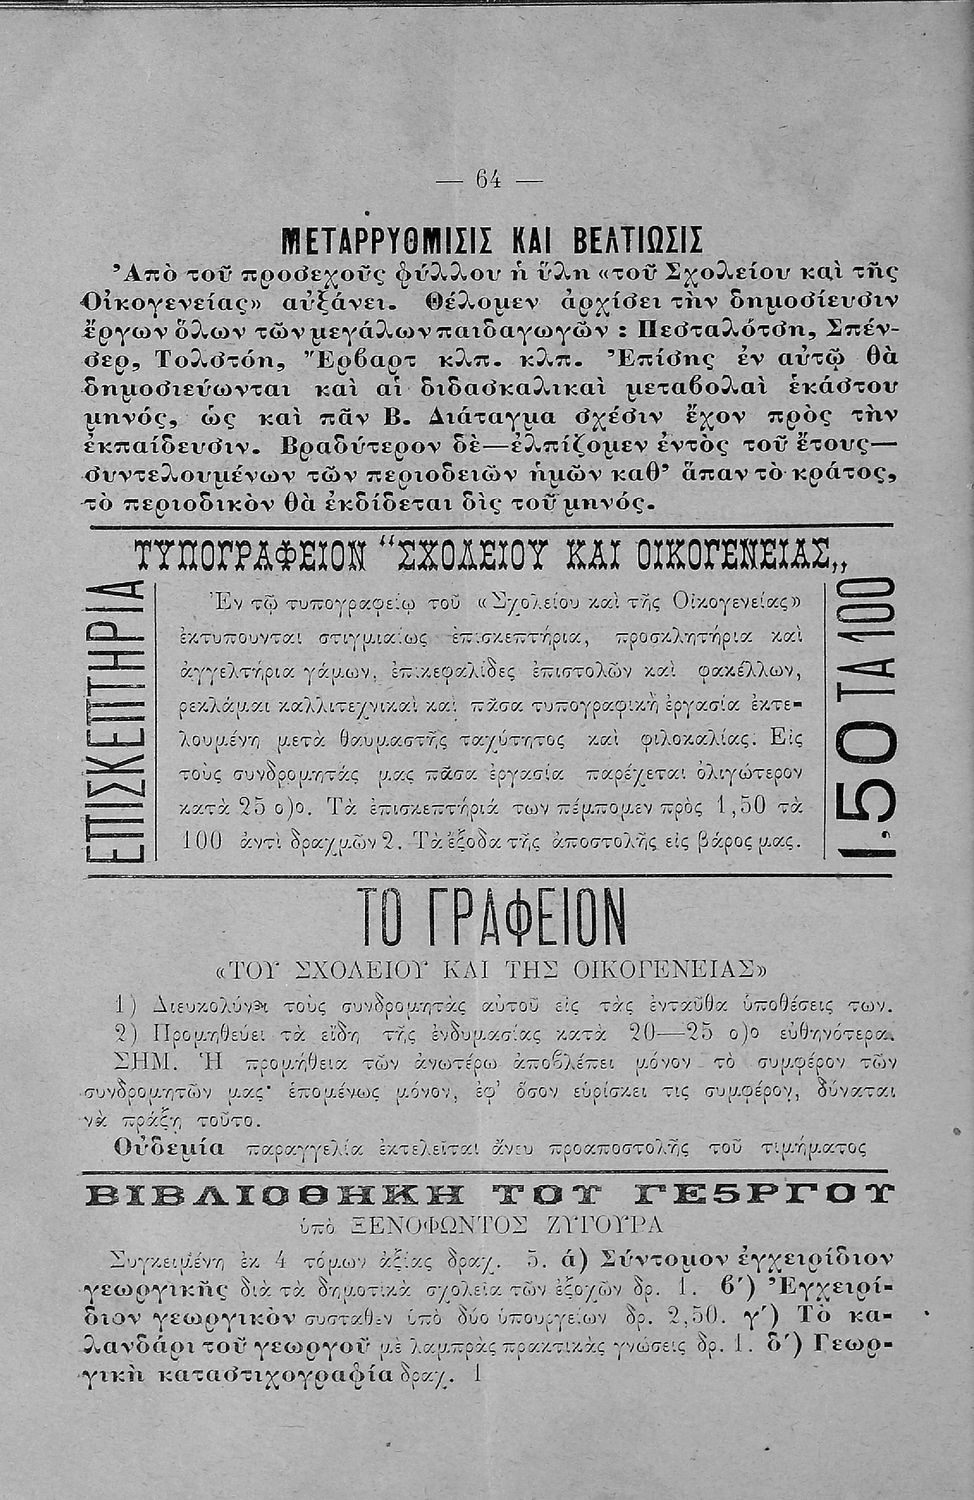 — 64 —
ΜΕΤΑΡΡΥΘΜΙΣΙΣ ΚΑΙ ΒΕΛΤΙΩΣΙΣ
Ἀπὸ τοῦ προσεχοῦς φύλλου ἡ ὕλη «τοῦ Σχολείου καὶ τῆς
Οἰκογενείας» αὐξάνει. Θέλομεν ἀρχίσει τὴν δημοσίευσιν
ἔργων ὅλων τῶν μεγάλων παιδαγωγῶν : Πεσταλότση, Σπέν-
σερ, Τολστόη, Ἔρβαρτ κλπ. κλπ. Ἐπίσης ἐν αὐτῷ θὰ
δημοσιεύωνται καὶ αἱ διδασκαλικαὶ μεταβολαὶ ἑκάστου
μηνός, ὡς καὶ πᾶν Β. Διάταγμα σχέσιν ἔχον πρὸς τὴν
ἐκπαίδευσιν. Βραδύτερον δὲ—ἐλπίζομεν ἐντὸς τοῦ ἔτους—
συντελουμένων τῶν περιοδειῶν ἡμῶν καθ' ἅπαν τὸ κράτος,
τὸ περιοδικὸν θὰ ἐκδίδεται δὶς τοῦ μηνός.
ΤΥΠΟΓΡΑΦΕΙΟΝ “ΣΧΟΛΕΙΟΥ ΚΑΙ ΟΙΚΟΓΕΝΕΙΑΣ„
ΕΠΙΣΚΕΠΤΗΡΙΑ
Ἐν τῷ τυπογραφείῳ τοῦ «Σχολείου καὶ τῆς Οἰκογενείας»
ἐκτυποῦνται στιγμιαίως ἐπισκεπτήρια, προσκλητήρια καὶ
ἀγγελτήρια γάμων, ἐπικεφαλίδες ἐπιστολῶν καὶ φακέλλων,
ρεκλάμαι καλλιτεχνικαὶ καὶ πᾶσα τυπογραφικὴ ἐργασία ἐκτε-
λουμένη μετὰ θαυμαστῆς ταχύτητος καὶ φιλοκαλίας. Εἰς
τοὺς συνδρομητάς μας πᾶσα ἐργασία παρέχεται ὀλιγώτερον
κατὰ 25 ο)ο. Τὰ ἐπισκεπτήριά των πέμπομεν πρὸς 1,50 τὰ
100 ἀντὶ δραχμῶν 2. Τὰ ἔξοδα τῆς ἀποστολῆς εἰς βάρος μας.
1.50 ΤΑ 100
ΤΟ ΓΡΑΦΕΙΟΝ
«ΤΟΥ ΣΧΟΛΕΙΟΥ ΚΑΙ ΤΗΣ ΟΙΚΟΓΕΝΕΙΑΣ»
1) Διευκολύνει τοὺς συνδρομητὰς αὐτοῦ εἰς τὰς ἐνταῦθα ὑποθέσεις των.
2) Προμηθεύει τὰ εἴδη τῆς ἐνδυμασίας κατὰ 20—25 ο)ο εὐθηνότερα.
ΣΗΜ. Ἡ προμήθεια τῶν ἀνωτέρω ἀποβλέπει μόνον τὸ συμφέρον τῶν
συνδρομητῶν μας· ἑπομένως μόνον, ἐφ' ὅσον εὑρίσκει τις συμφέρον, δύναται
νὰ πράξῃ τοῦτο.
Οὐδεμία παραγγελία ἐκτελεῖται ἄνευ προαποστολῆς τοῦ τιμήματος
ΒΙΒΛΙΟΘΗΚΗ ΤΟΥ ΓΕ5ΡΓΟΥ
ὑπὸ ΞΕΝΟΦΩΝΤΟΣ ΖΥΓΟΥΡΑ
Συγκειμένη ἐκ 4 τόμων ἀξίας δραχ. 5. ά) Σύντομον ἐγχειρίδιον
γεωργικῆς διὰ τὰ δημοτικὰ σχολεῖα τῶν ἐξοχῶν δρ. 1. β') Ἐγχειρί-
διον γεωργικὸν συσταθὲν ὑπὸ δύο ὑπουργείων δρ. 2,50. γ') Τὸ κα-
λανδάρι τοῦ γεωργοῦ μὲ λαμπρὰς πρακτικὰς γνώσεις δρ. 1. δ') Γεωρ-
γικὴ καταστιχογραφία δραχ. 1